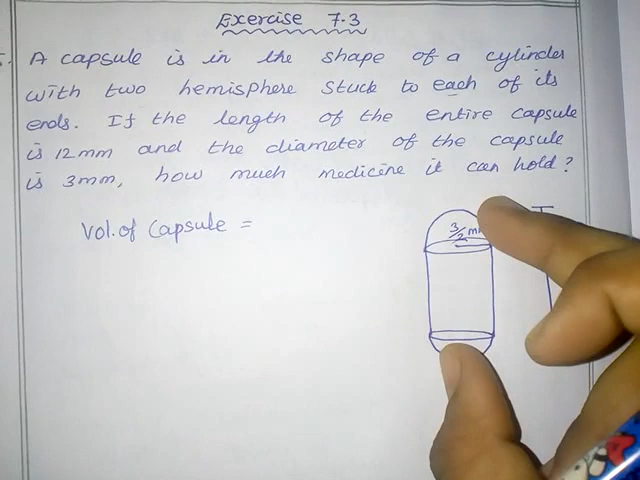 Exercise 7.3
A capsule is in the shape of a cylinder
with two hemisphere stuck to each of its
ends. If the length of the entire capsule
is 12mm and the diameter of the capsule
is 3mm, how much medicine it can hold?
Vol. of Capsule =
3/2